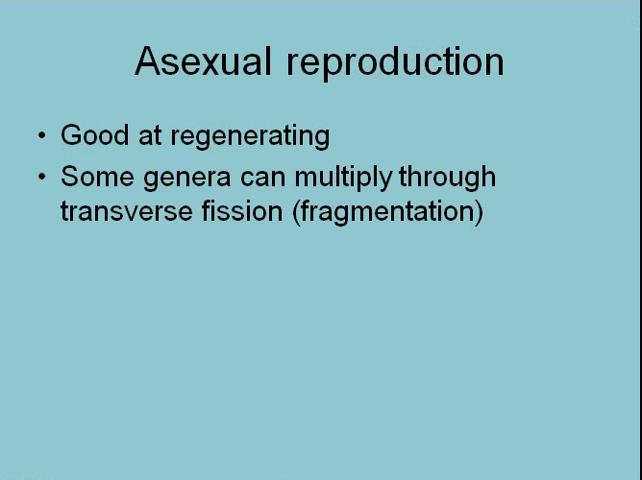 Asexual reproduction
• Good at regenerating
• Some genera can multiply through
transverse fission (fragmentation)